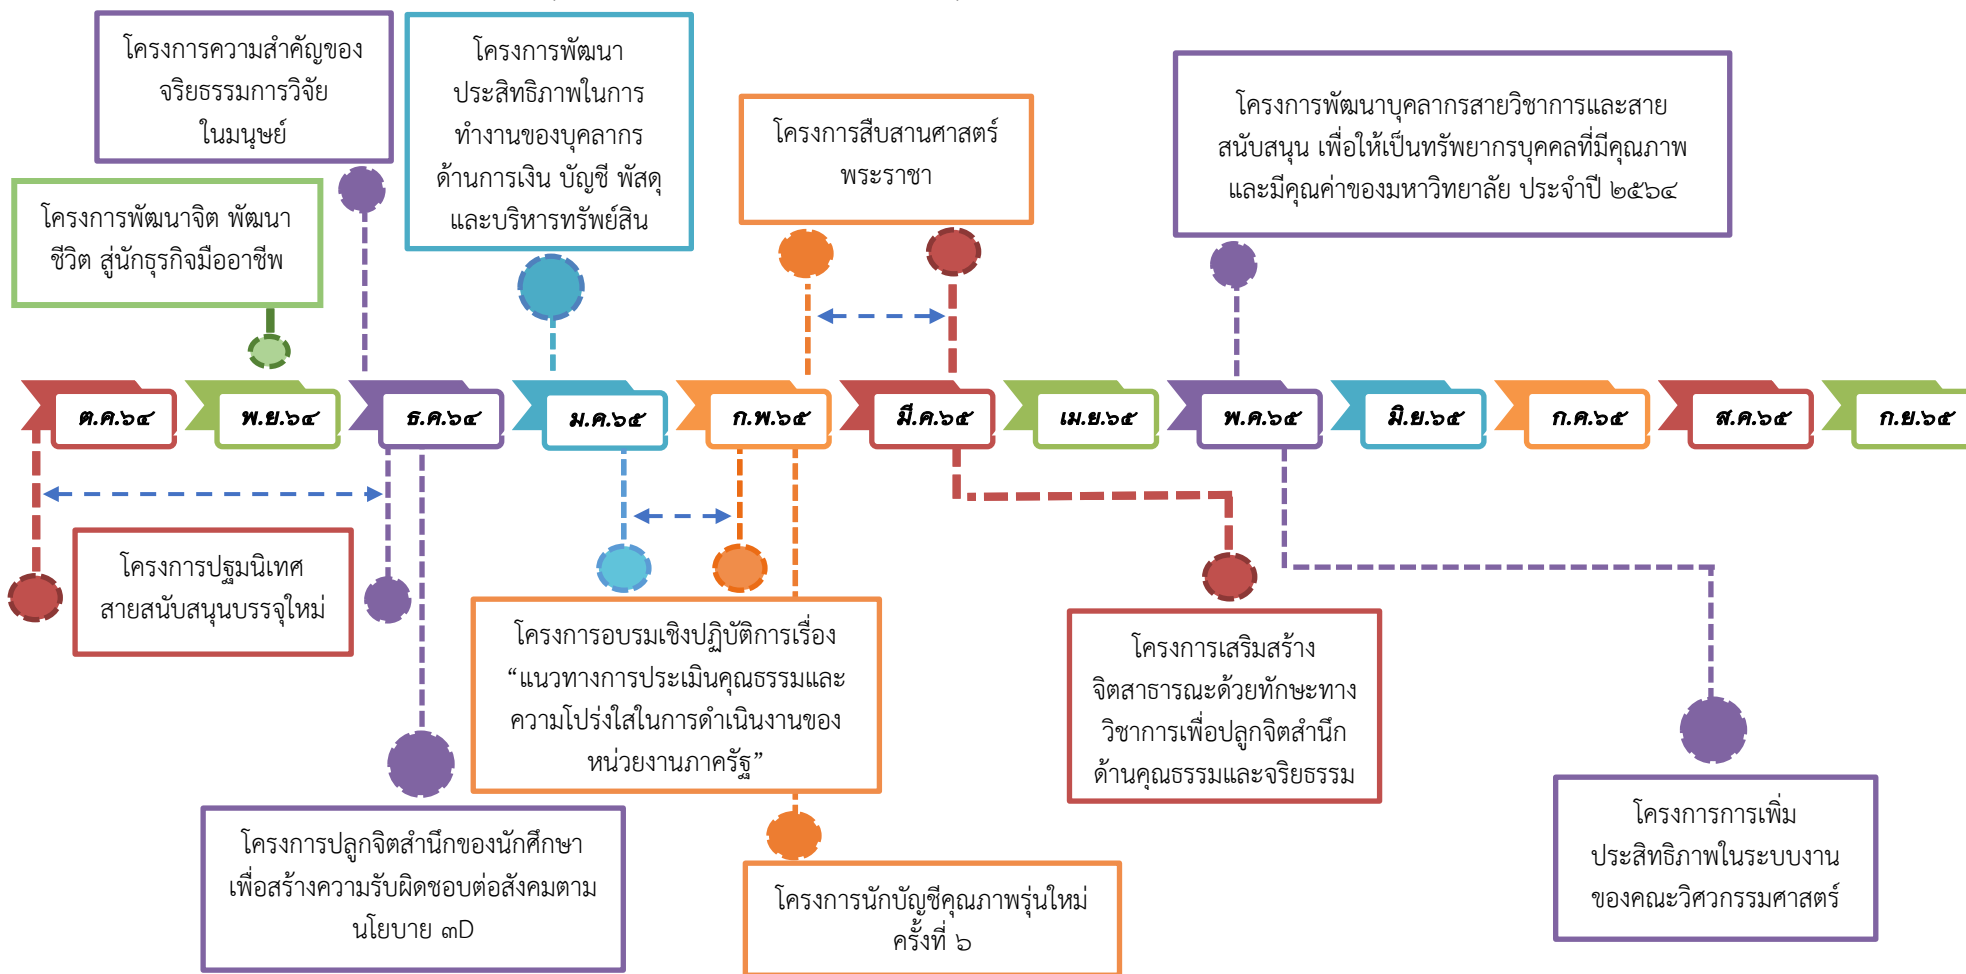 โครงการความสำคัญของ
จริยธรรมการวิจัย
ในมนุษย์
โครงการพัฒนา
ประสิทธิภาพในการ
ทำงานของบุคลากร
ด้านการเงิน บัญชี พัสดุ
และบริหารทรัพย์สิน
โครงการสืบสานศาสตร์
พระราชา
โครงการพัฒนาบุคลากรสายวิชาการและสาย
สนับสนุน เพื่อให้เป็นทรัพยากรบุคคลที่มีคุณภาพ
และมีคุณค่าของมหาวิทยาลัย ประจำปี ๒๕๖๔
โครงการพัฒนาจิต พัฒนา
ชีวิต สู่นักธุรกิจมืออาชีพ
ต.ค.๖๔
พ.ย.๖๔
ธ.ค.๖๔
ม.ค.๖๕
ก.พ.๖๕
มี.ค.๖๕
เม.ย.๖๕
พ.ค.๖๕
มิ.ย.๖๕
ก.ค.๖๕
ส.ค.๖๕
ก.ย.๖๕
โครงการปฐมนิเทศ
สายสนับสนุนบรรจุใหม่
โครงการอบรมเชิงปฏิบัติการเรื่อง
“แนวทางการประเมินคุณธรรมและ
ความโปร่งใสในการดำเนินงานของ
หน่วยงานภาครัฐ”
โครงการเสริมสร้าง
จิตสาธารณะด้วยทักษะทาง
วิชาการเพื่อปลูกจิตสำนึก
ด้านคุณธรรมและจริยธรรม
โครงการปลูกจิตสำนึกของนักศึกษา
เพื่อสร้างความรับผิดชอบต่อสังคมตาม
นโยบาย ๓D
โครงการนักบัญชีคุณภาพรุ่นใหม่
ครั้งที่ ๖
โครงการการเพิ่ม
ประสิทธิภาพในระบบงาน
ของคณะวิศวกรรมศาสตร์